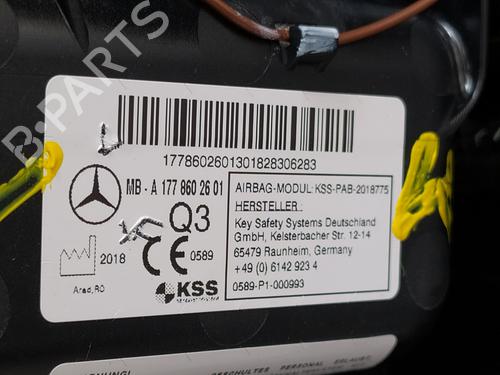 B-PARTS
1778602601301828306283
MB - A 177 860 26 01
Q3
0589
2018
Arad, RO
KSS
AIRBAG-MODUL: KSS-PAB-2018775
HERSTELLER :
Key Safety Systems Deutschland
GmbH, Kelsterbacher Str. 12-14
65479 Raunheim, Germany
+49 (0) 6142 923 4
0589-P1-000993